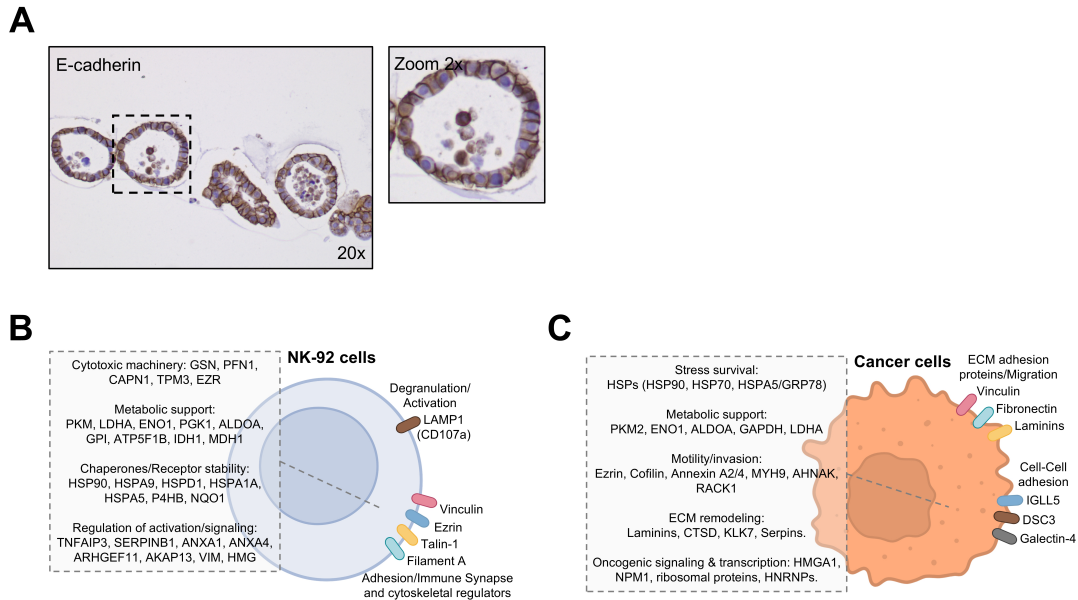 A
E-cadherin
Zoom 2x
20x
B
NK-92 cells
Cytotoxic machinery: GSN, PFN1,
CAPN1, TPM3, EZR
Metabolic support:
PKM, LDHA, ENO1, PGK1, ALDOA,
GPI, ATP5F1B, IDH1, MDH1
Chaperones/Receptor stability:
HSP90, HSPA9, HSPD1, HSPA1A,
HSPA5, P4HB, NQO1
Regulation of activation/signaling:
TNFAIP3, SERPINB1, ANXA1, ANXA4,
ARHGEF11, AKAP13, VIM, HMG
Degranulation/
Activation
LAMP1
(CD107a)
Vinculin
Ezrin
Talin-1
Filament A
Adhesion/Immune Synapse
and cytoskeletal regulators
C
Cancer cells
Stress survival:
HSPs (HSP90, HSP70, HSPA5/GRP78)
Metabolic support:
PKM2, ENO1, ALDOA, GAPDH, LDHA
Motility/invasion:
Ezrin, Cofilin, Annexin A2/4, MYH9, AHNAK,
RACK1
ECM remodeling:
Laminins, CTSD, KLK7, Serpins.
Oncogenic signaling & transcription: HMGA1,
NPM1, ribosomal proteins, HNRNPs.
ECM adhesion
proteins/Migration
Vinculin
Fibronectin
Laminins
Cell-Cell
adhesion
IGLL5
DSC3
Galectin-4